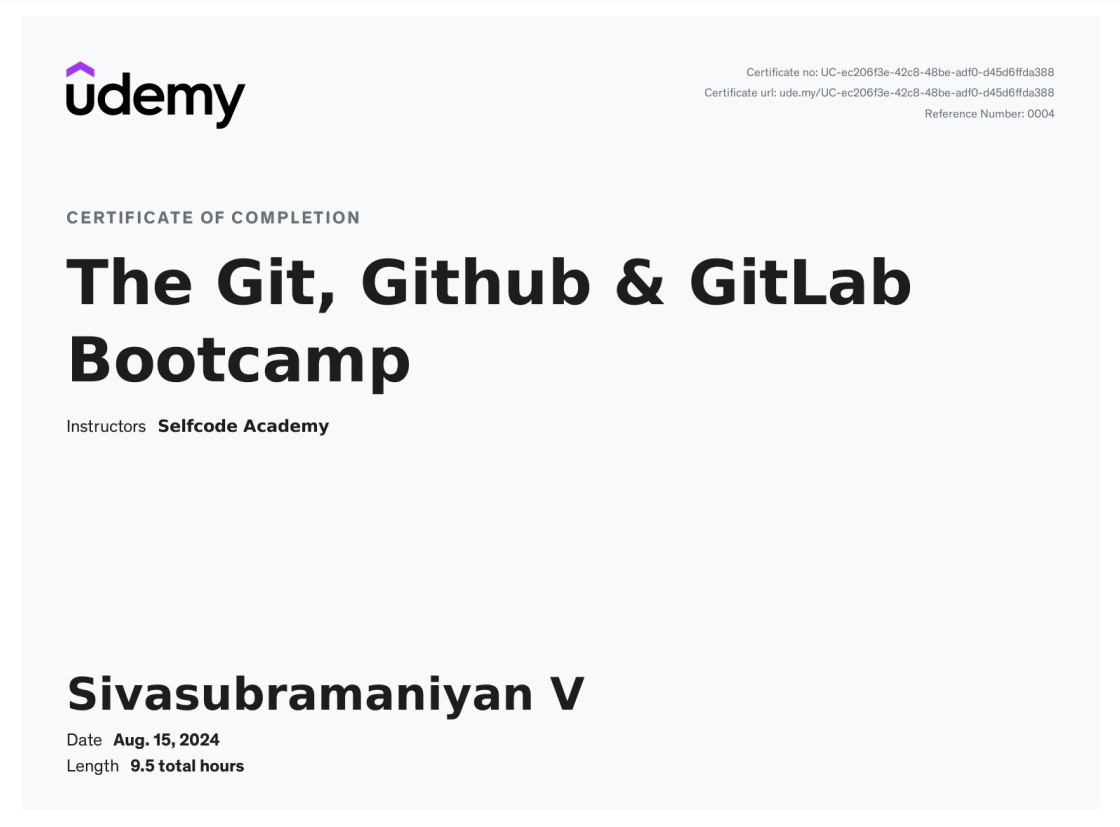 udemy
Certificate no: UC-ec206f3e-42c8-48be-adf0-d45d6ffda388
Certificate url: ude.my/UC-ec206f3e-42c8-48be-adf0-d45d6ffda388
Reference Number: 0004
CERTIFICATE OF COMPLETION
The Git, Github & GitLab
Bootcamp
Instructors Selfcode Academy
Sivasubramaniyan V
Date Aug. 15, 2024
Length 9.5 total hours